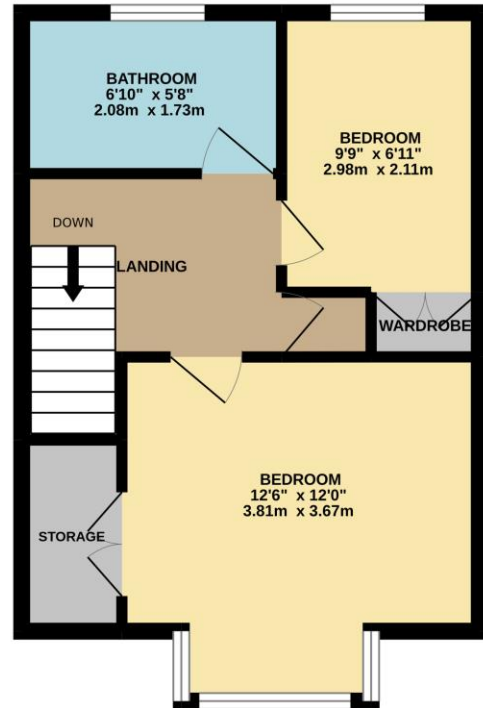 BATHROOM
6'10" x 5'8"
2.08m x 1.73m
BEDROOM
9'9" x 6'11"
2.98m x 2.11m
DOWN
LANDING
WARDROBE
BEDROOM
12'6" x 12'0"
3.81m x 3.67m
STORAGE